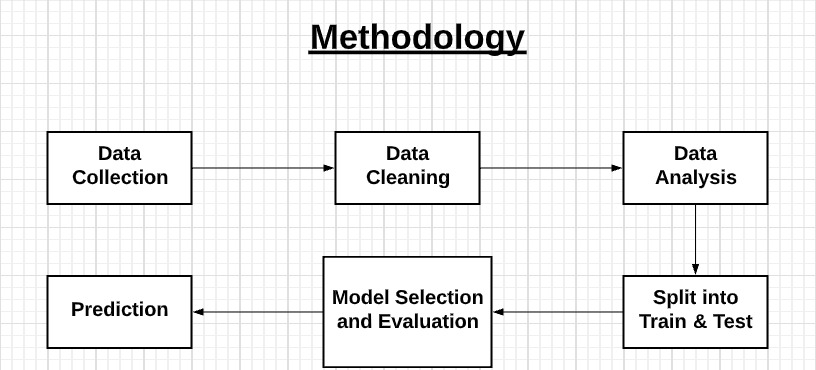 Methodology
Data
Collection
Data
Cleaning
Data
Analysis
Prediction
Model Selection
and Evaluation
Split into
Train & Test